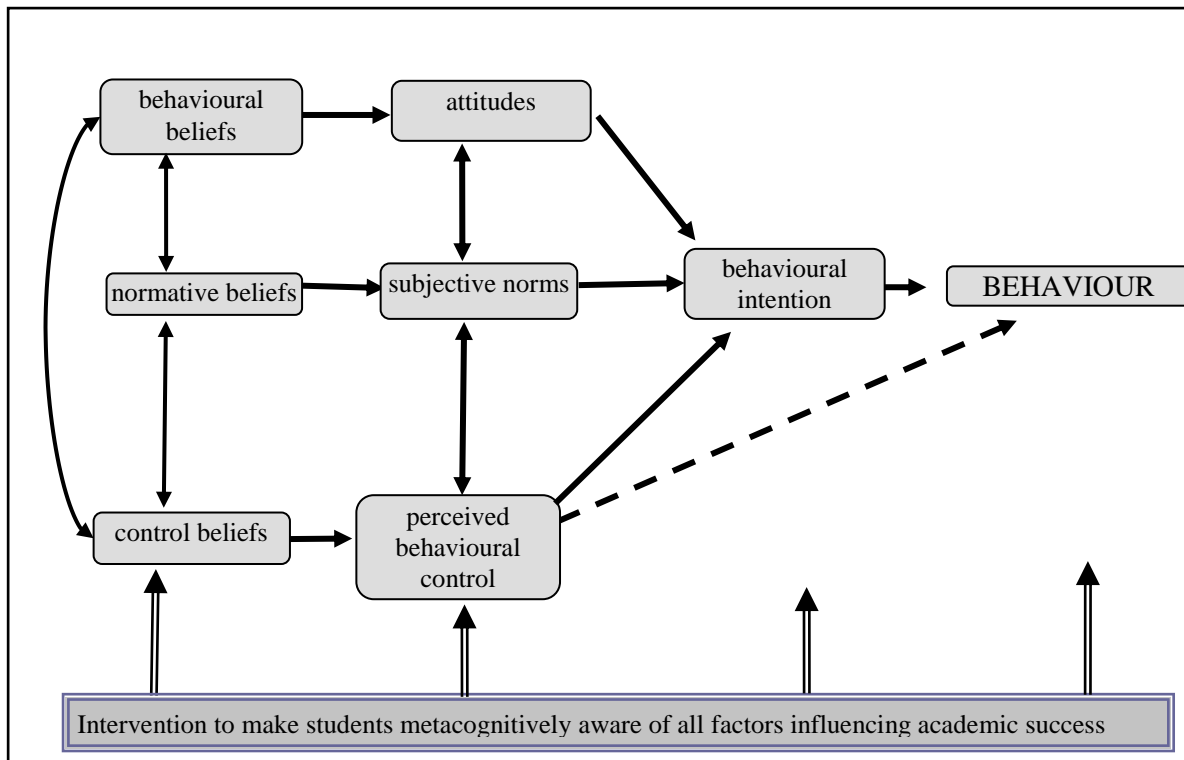 behavioural
beliefs
attitudes
normative beliefs
subjective norms
behavioural
intention
BEHAVIOUR
control beliefs
perceived
behavioural
control
Intervention to make students metacognitively aware of all factors influencing academic success